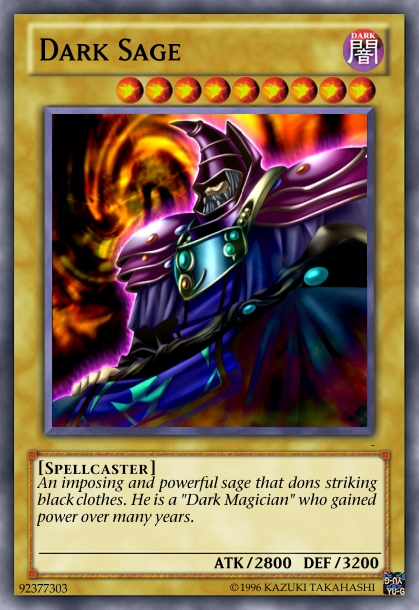 DARK SAGE
DARK
闇
[SPELLCASTER]
An imposing and powerful sage that dons striking
black clothes. He is a "Dark Magician" who gained
power over many years.
ATK/2800 DEF/3200
92377303
©1996 KAZUKI TAKAHASHI